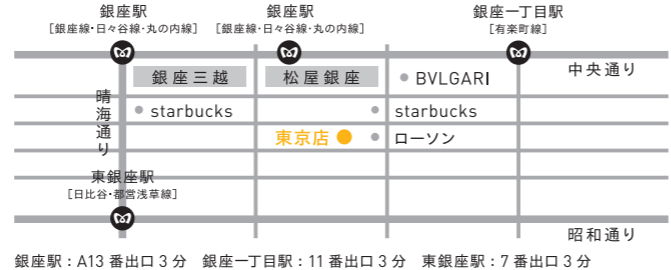 銀座駅
[銀座線・日々谷線・丸の内線]
銀座駅
[銀座線・日々谷線・丸の内線]
銀座一丁目駅
[有楽町線]
中央通り
銀座三越
松屋銀座
BVLGARI
晴海通り
starbucks
starbucks
東京店
ローソン
東銀座駅
[日比谷・都営浅草線]
昭和通り
銀座駅：A13 番出口 3 分　銀座一丁目駅：11 番出口 3 分　東銀座駅：7 番出口 3 分